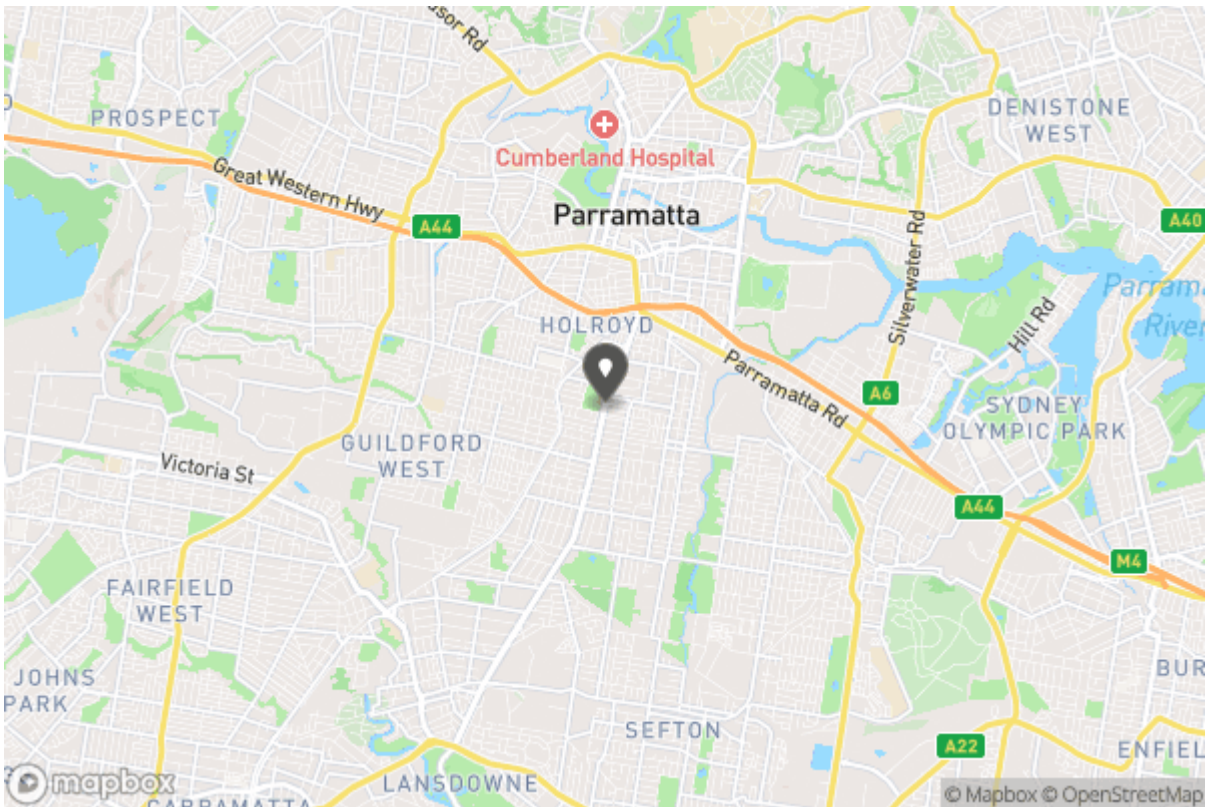 sor Rd
PROSPECT
DENISTONE
WEST
Cumberland Hospital
Great Western Hwy
Parramatta
A44
A40
Silverwater Rd
Parrama
River
Hill Rd
HOLROYD
Parramatta Rd
A6
SYDNEY
OLYMPIC PARK
GUILDFORD
WEST
Victoria St
A44
M4
FAIRFIELD
WEST
JOHNS
PARK
BUR
SEFTON
A22
ENFIEL
LANSDOWNE
mapbox
CABRAMATTA
© Mapbox © OpenStreetMap